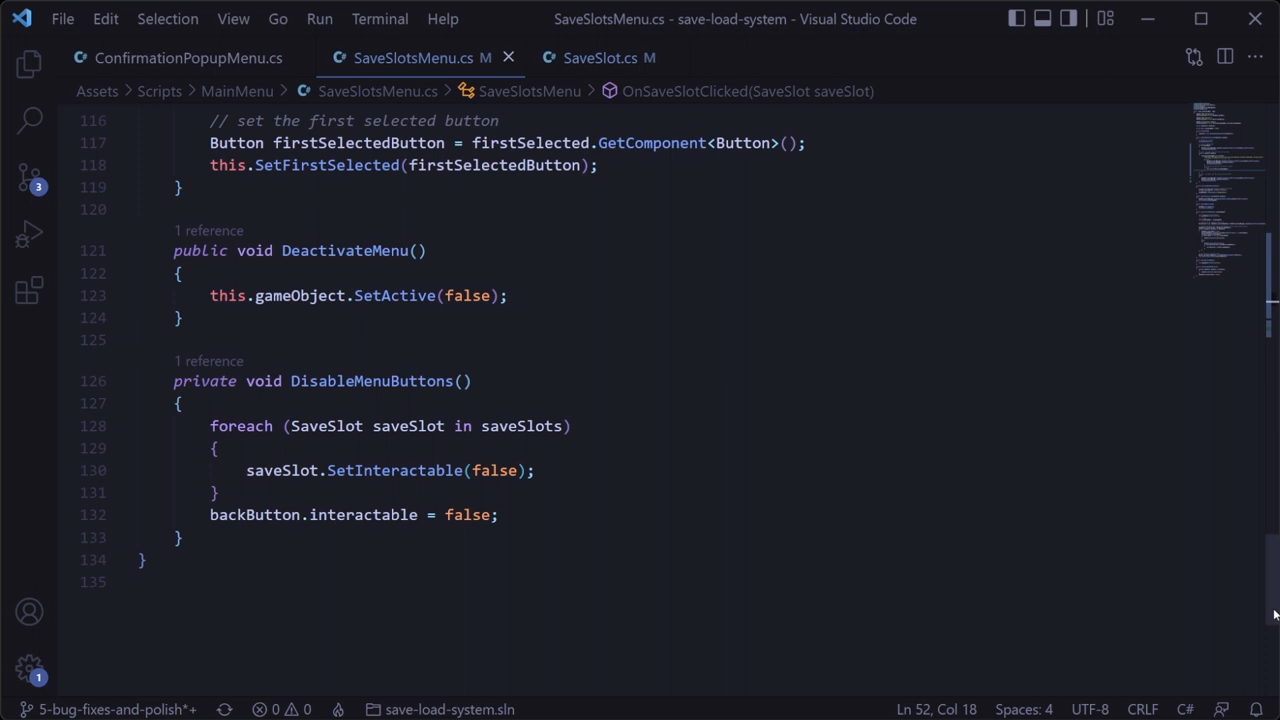 File Edit Selection View Go Run Terminal Help SaveSlotsMenu.cs - save-load-system - Visual Studio Code
ConfirmationPopupMenu.cs SaveSlotsMenu.cs M SaveSlot.cs M
Assets > Scripts > MainMenu > SaveSlotsMenu.cs > SaveSlotsMenu > OnSaveSlotClicked(SaveSlot saveSlot)
116 // set the first selected button
117 Button firstSelectedButton = firstSelected.GetComponent<Button>();
118 this.SetFirstSelected(firstSelectedButton);
119 }
120
1 reference
121 public void DeactivateMenu()
122 {
123 this.gameObject.SetActive(false);
124 }
125
1 reference
126 private void DisableMenuButtons()
127 {
128 foreach (SaveSlot saveSlot in saveSlots)
129 {
130 saveSlot.SetInteractable(false);
131 }
132 backButton.interactable = false;
133 }
134 }
135
3
1
5-bug-fixes-and-polish*+ 0 0 save-load-system.sln Ln 52, Col 18 Spaces: 4 UTF-8 CRLF C#